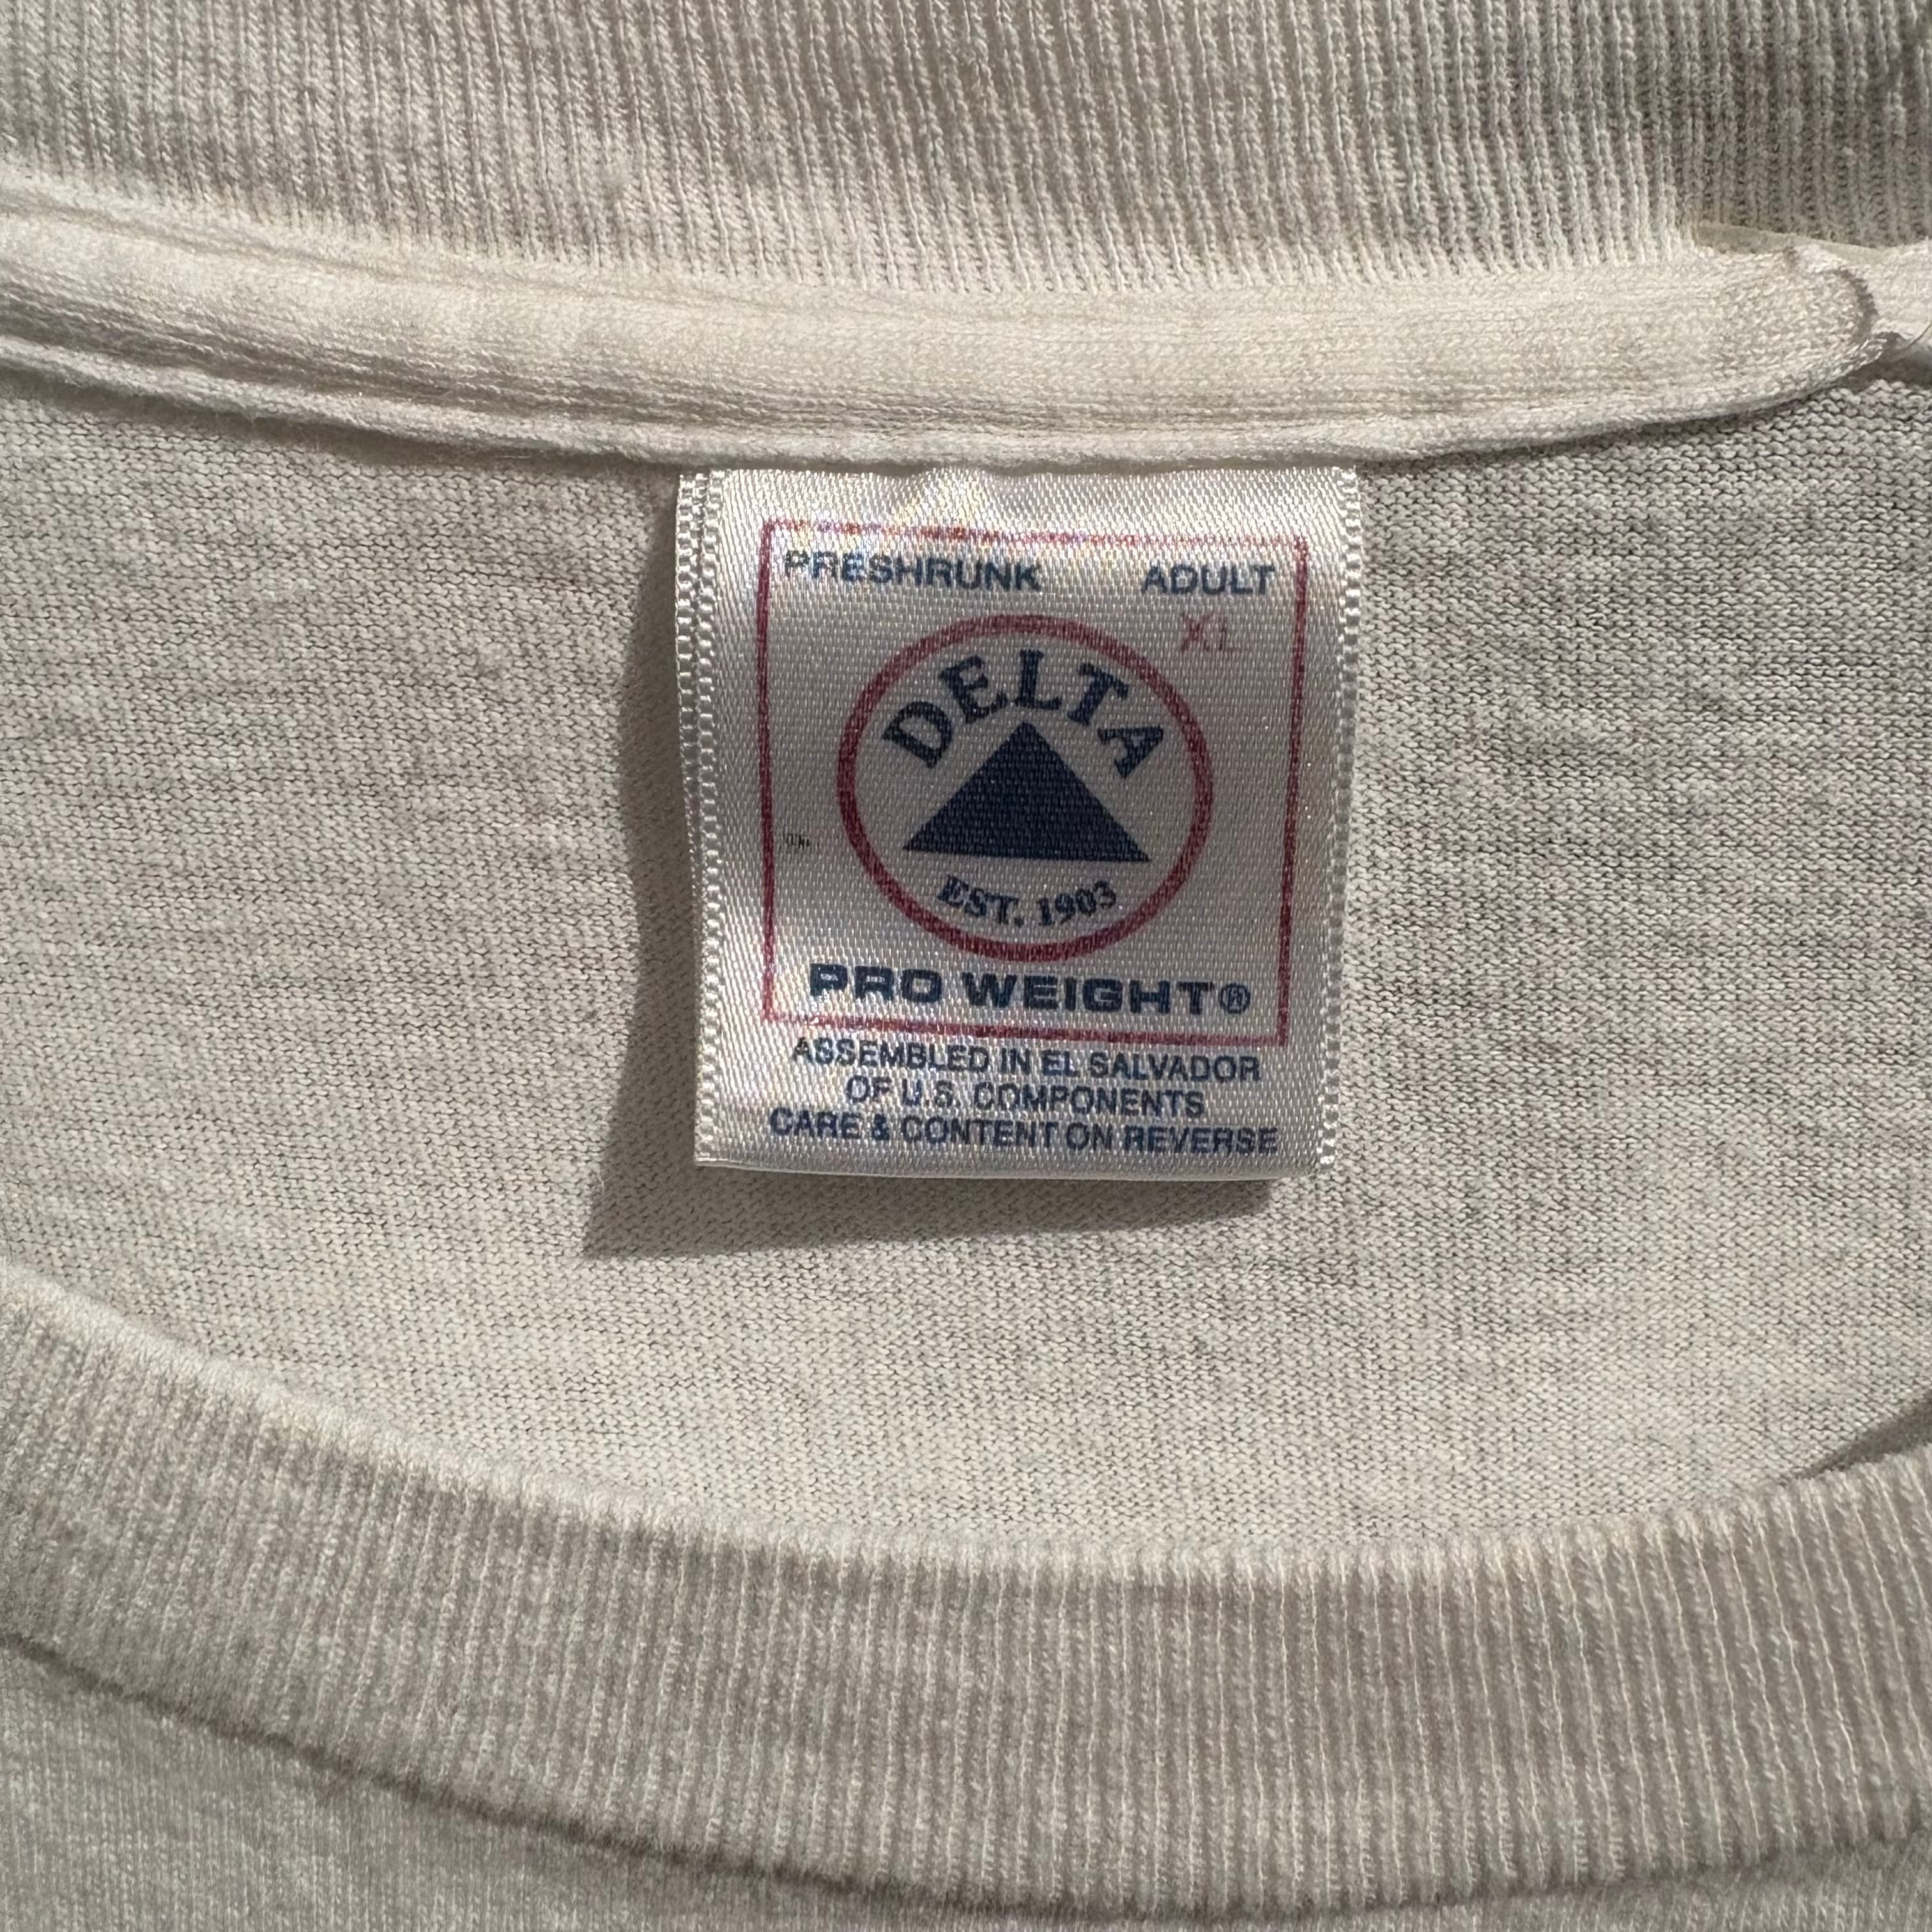 PRESHRUNK ADULT
XL
DELTA
EST. 1903
PRO WEIGHT®
ASSEMBLED IN EL SALVADOR
OF U.S. COMPONENTS
CARE & CONTENT ON REVERSE